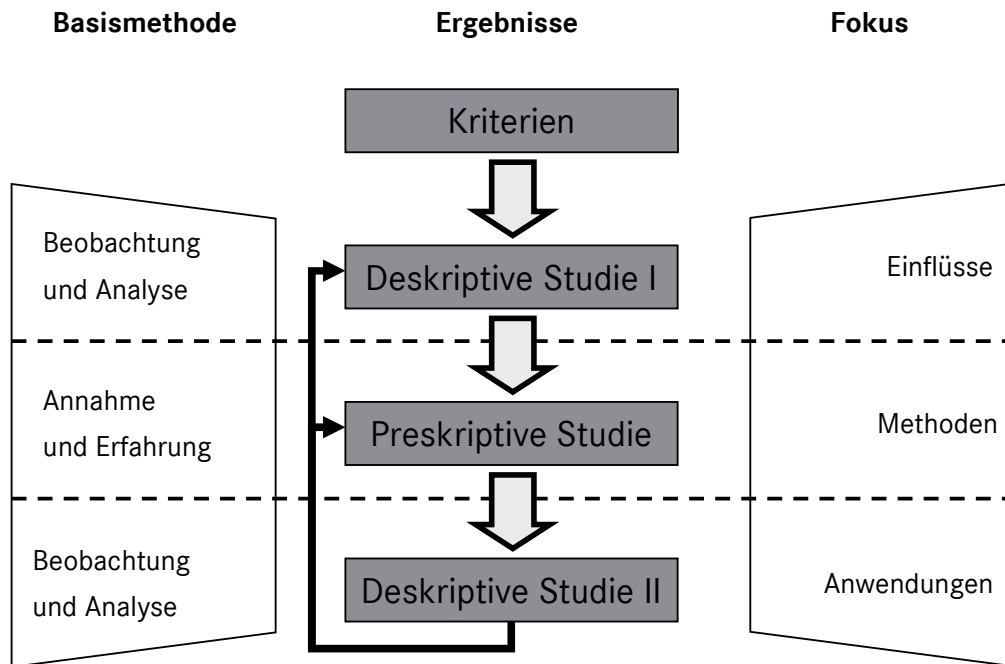 Basismethode
Ergebnisse
Fokus
Kriterien
Beobachtung
und Analyse
Deskriptive Studie I
Einflüsse
Annahme
und Erfahrung
Preskriptive Studie
Methoden
Beobachtung
und Analyse
Deskriptive Studie II
Anwendungen